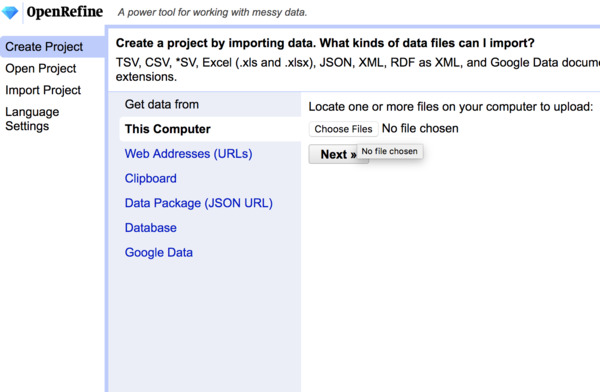 OpenRefine A power tool for working with messy data.
Create Project
Open Project
Import Project
Language
Settings
Create a project by importing data. What kinds of data files can I import?
TSV, CSV, *SV, Excel (.xls and .xlsx), JSON, XML, RDF as XML, and Google Data docume
extensions.
Get data from
This Computer
Web Addresses (URLs)
Clipboard
Data Package (JSON URL)
Database
Google Data
Locate one or more files on your computer to upload:
Choose Files No file chosen
Next »
No file chosen